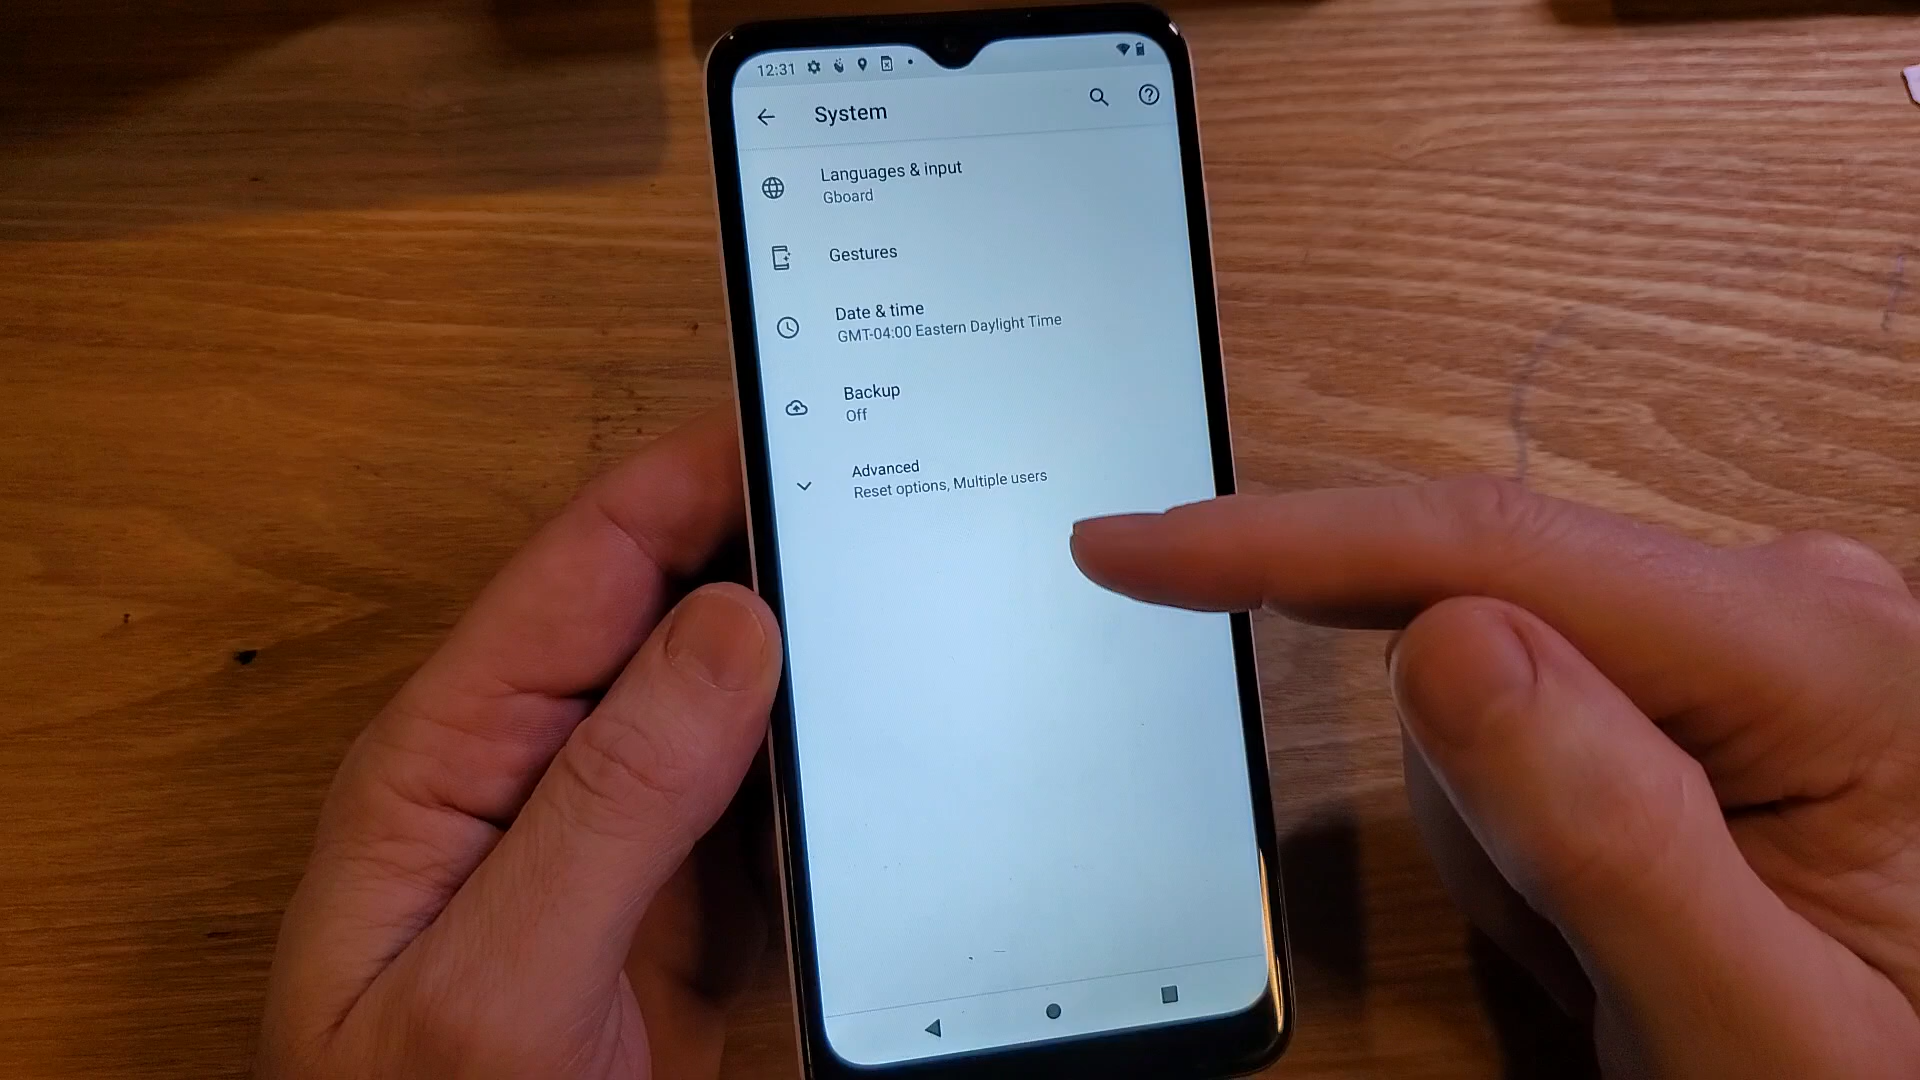 12:31
System
Languages & input
Gboard
Gestures
Date & time
GMT-04:00 Eastern Daylight Time
Backup
Off
Advanced
Reset options, Multiple users